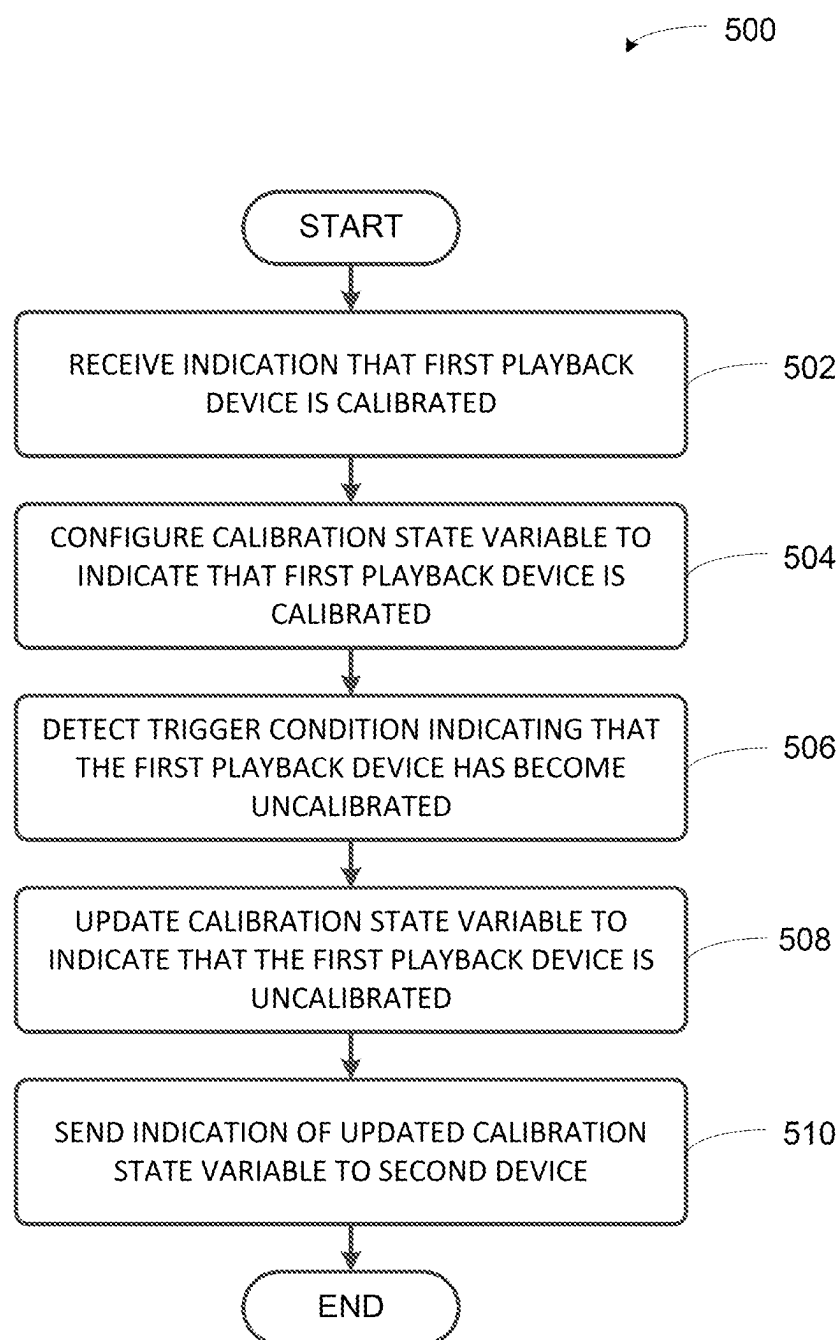 500
START
RECEIVE INDICATION THAT FIRST PLAYBACK
DEVICE IS CALIBRATED
502
CONFIGURE CALIBRATION STATE VARIABLE TO
INDICATE THAT FIRST PLAYBACK DEVICE IS
CALIBRATED
504
DETECT TRIGGER CONDITION INDICATING THAT
THE FIRST PLAYBACK DEVICE HAS BECOME
UNCALIBRATED
506
UPDATE CALIBRATION STATE VARIABLE TO
INDICATE THAT THE FIRST PLAYBACK DEVICE IS
UNCALIBRATED
508
SEND INDICATION OF UPDATED CALIBRATION
STATE VARIABLE TO SECOND DEVICE
510
END